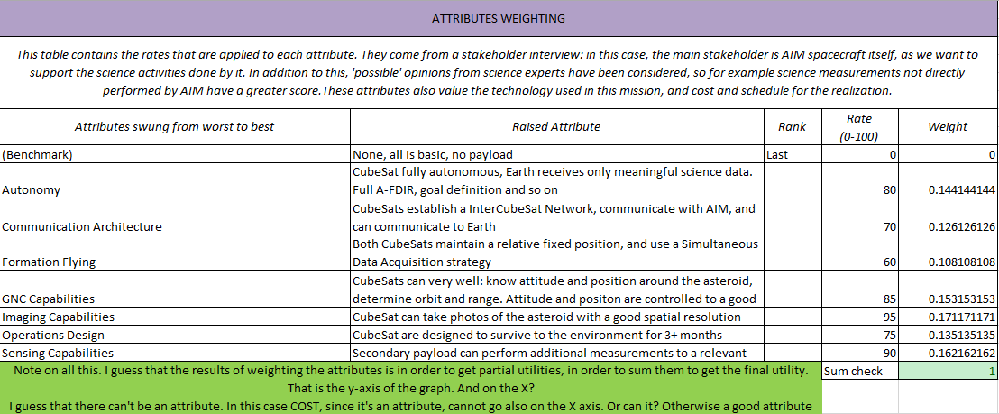 ATTRIBUTES WEIGHTING
This table contains the rates that are applied to each attribute. They come from a stakeholder interview: in this case, the main stakeholder is AIM spacecraft itself, as we want to
support the science activities done by it. In addition to this, 'possible' opinions from science experts have been considered, so for example science measurements not directly
performed by AIM have a greater score.These attributes also value the technology used in this mission, and cost and schedule for the realization.
Attributes swung from worst to best Raised Attribute Rank Rate (0-100) Weight
(Benchmark) None, all is basic, no payload Last 0 0
CubeSat fully autonomous, Earth receives only meaningful science data.
Autonomy Full A-FDIR, goal definition and so on 80 0.144144144
CubeSats establish a InterCubeSat Network, communicate with AIM, and
Communication Architecture can communicate to Earth 70 0.126126126
Both CubeSats maintain a relative fixed position, and use a Simultaneous
Formation Flying Data Acquisition strategy 60 0.108108108
CubeSats can very well: know attitude and position around the asteroid,
GNC Capabilities determine orbit and range. Attitude and positon are controlled to a good 85 0.153153153
Imaging Capabilities CubeSat can take photos of the asteroid with a good spatial resolution 95 0.171171171
Operations Design CubeSat are designed to survive to the environment for 3+ months 75 0.135135135
Sensing Capabilities Secondary payload can perform additional measurements to a relevant 90 0.162162162
Note on all this. I guess that the results of weighting the attributes is in order to get partial utilities, in order to sum them to get the final utility. Sum check 1
That is the y-axis of the graph. And on the X?
I guess that there can't be an attribute. In this case COST, since it's an attribute, cannot go also on the X axis. Or can it? Otherwise a good attribute